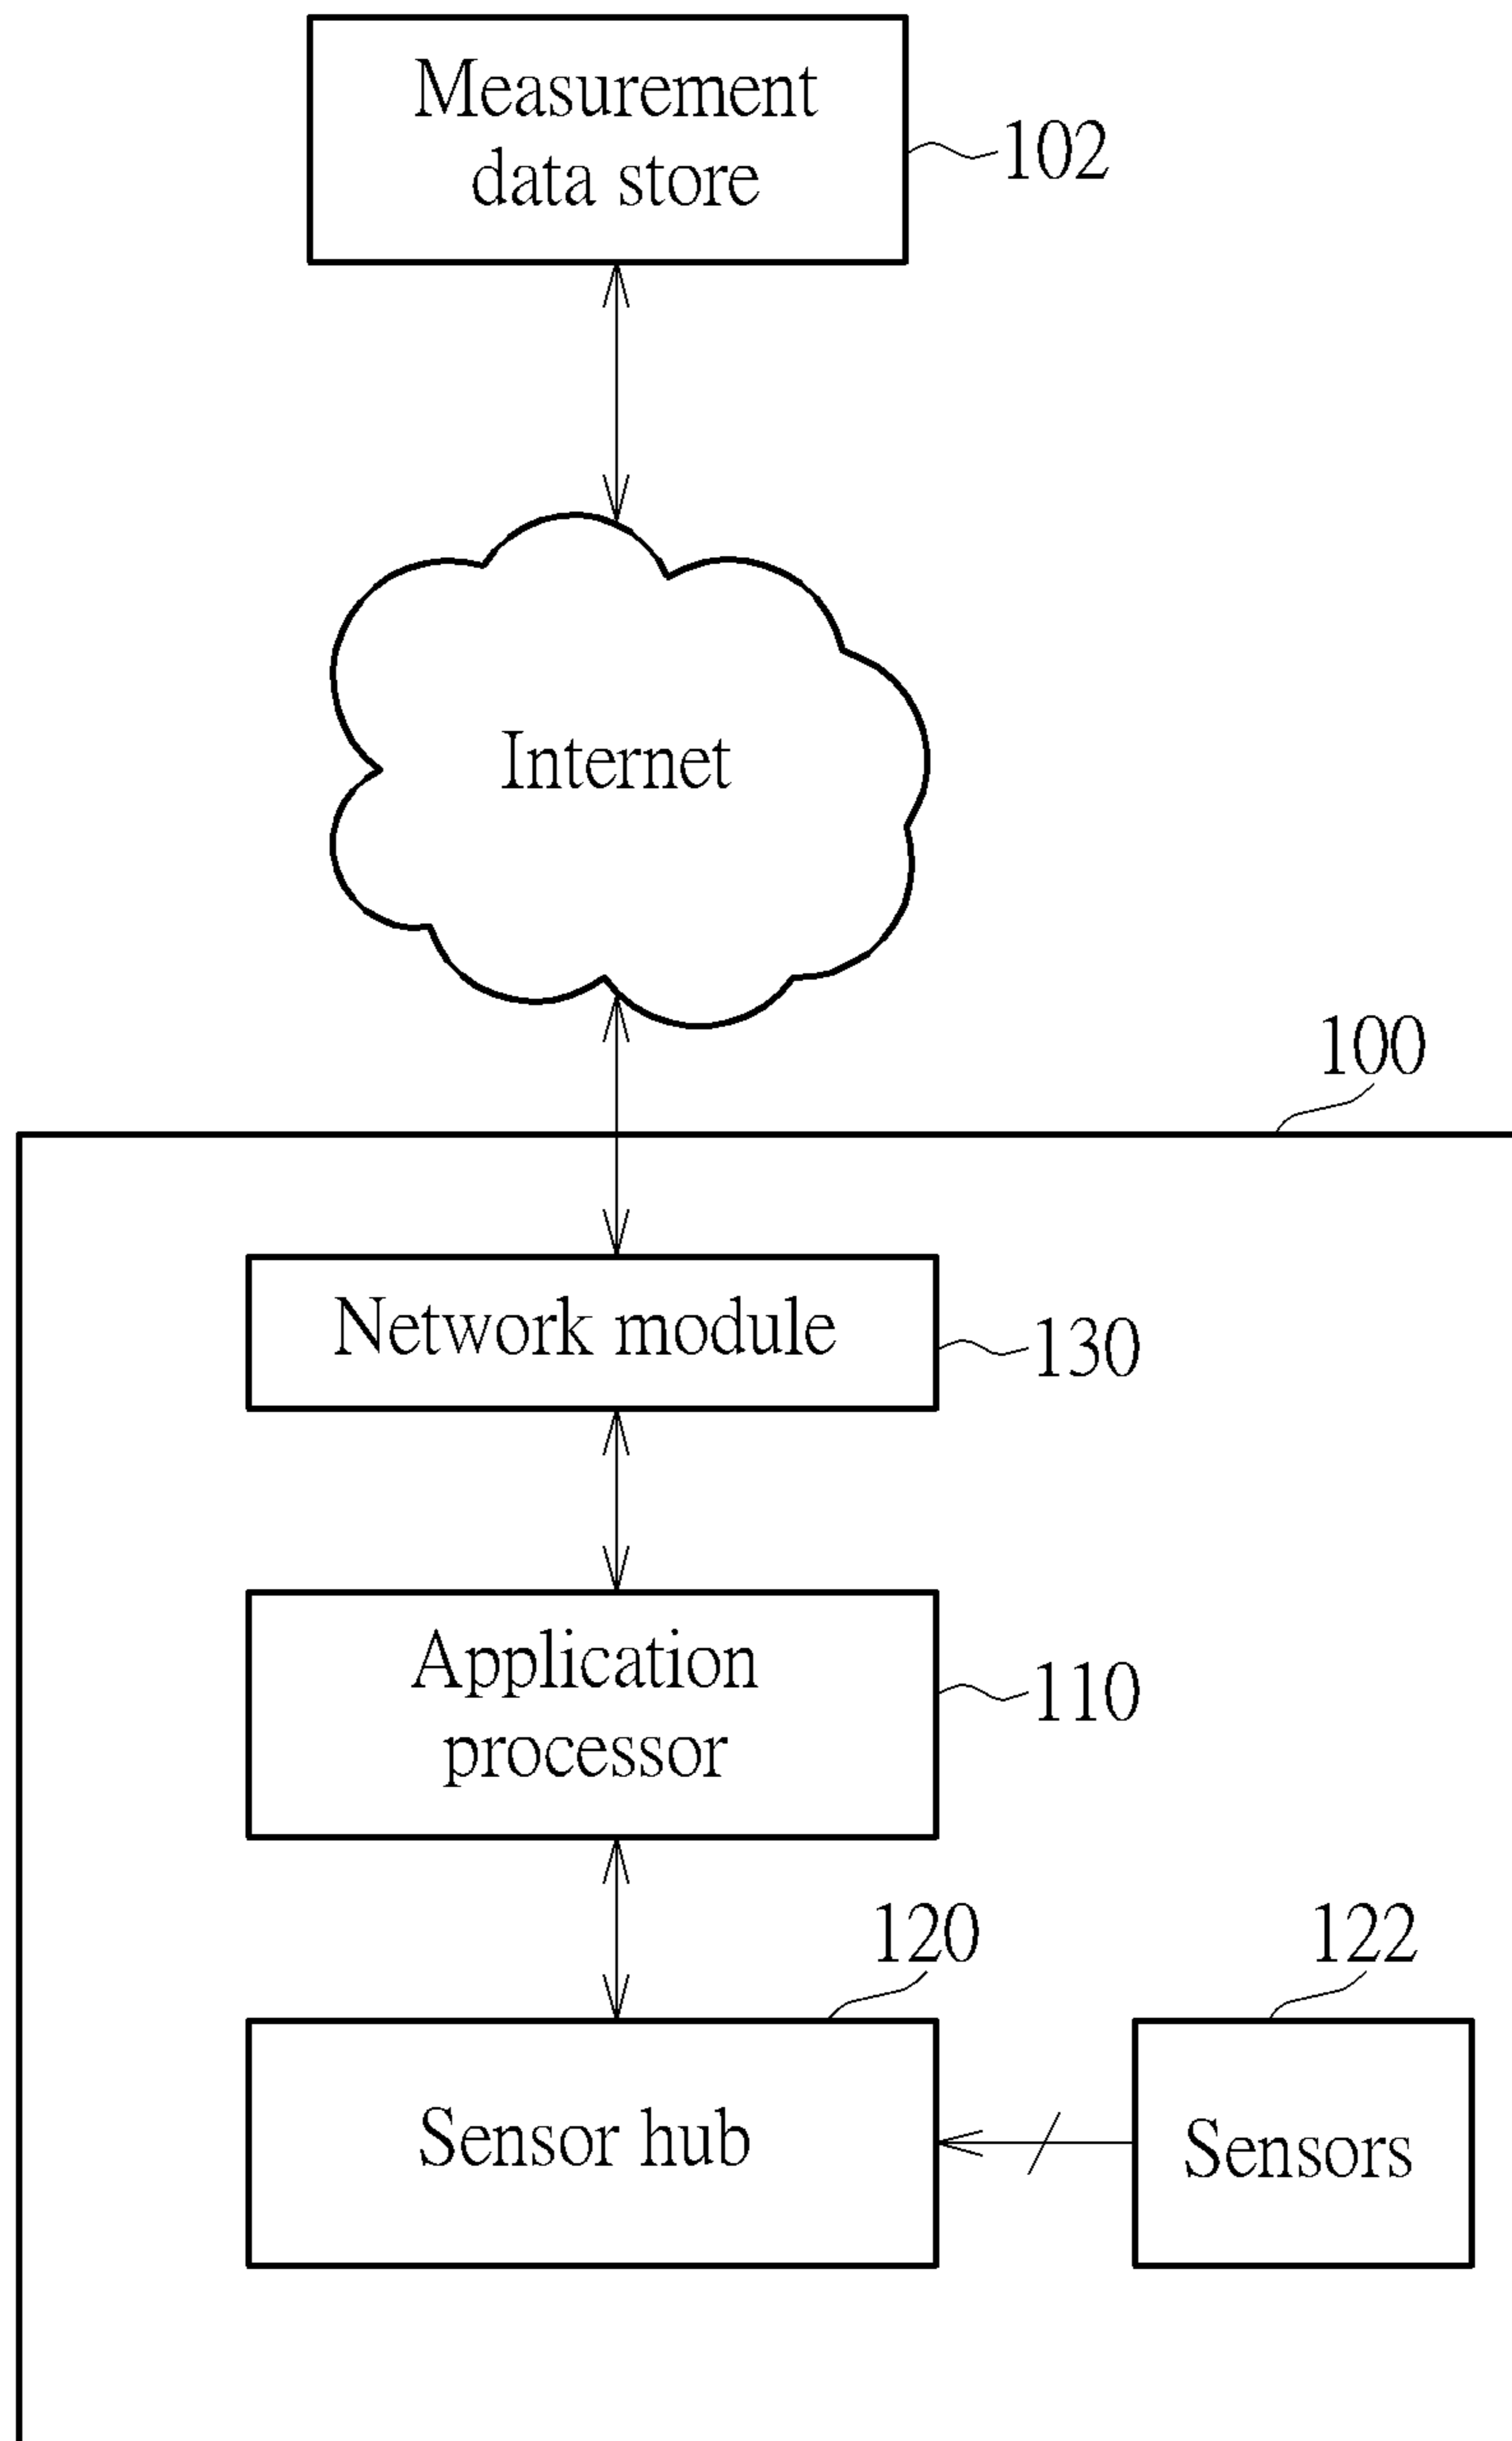 Measurement
data store
102
Internet
100
Network module
130
Application
processor
110
120
122
Sensor hub
Sensors